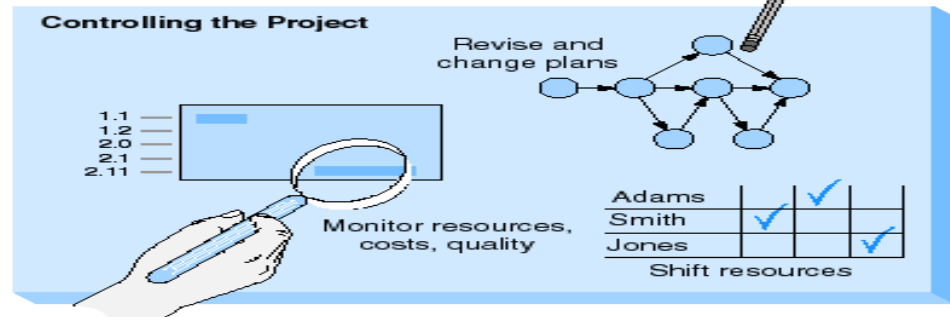 Controlling the Project
Revise and
change plans
1.1
1.2
2.0
2.1
2.11
Monitor resources,
costs, quality
Adams
Smith
Jones
Shift resources